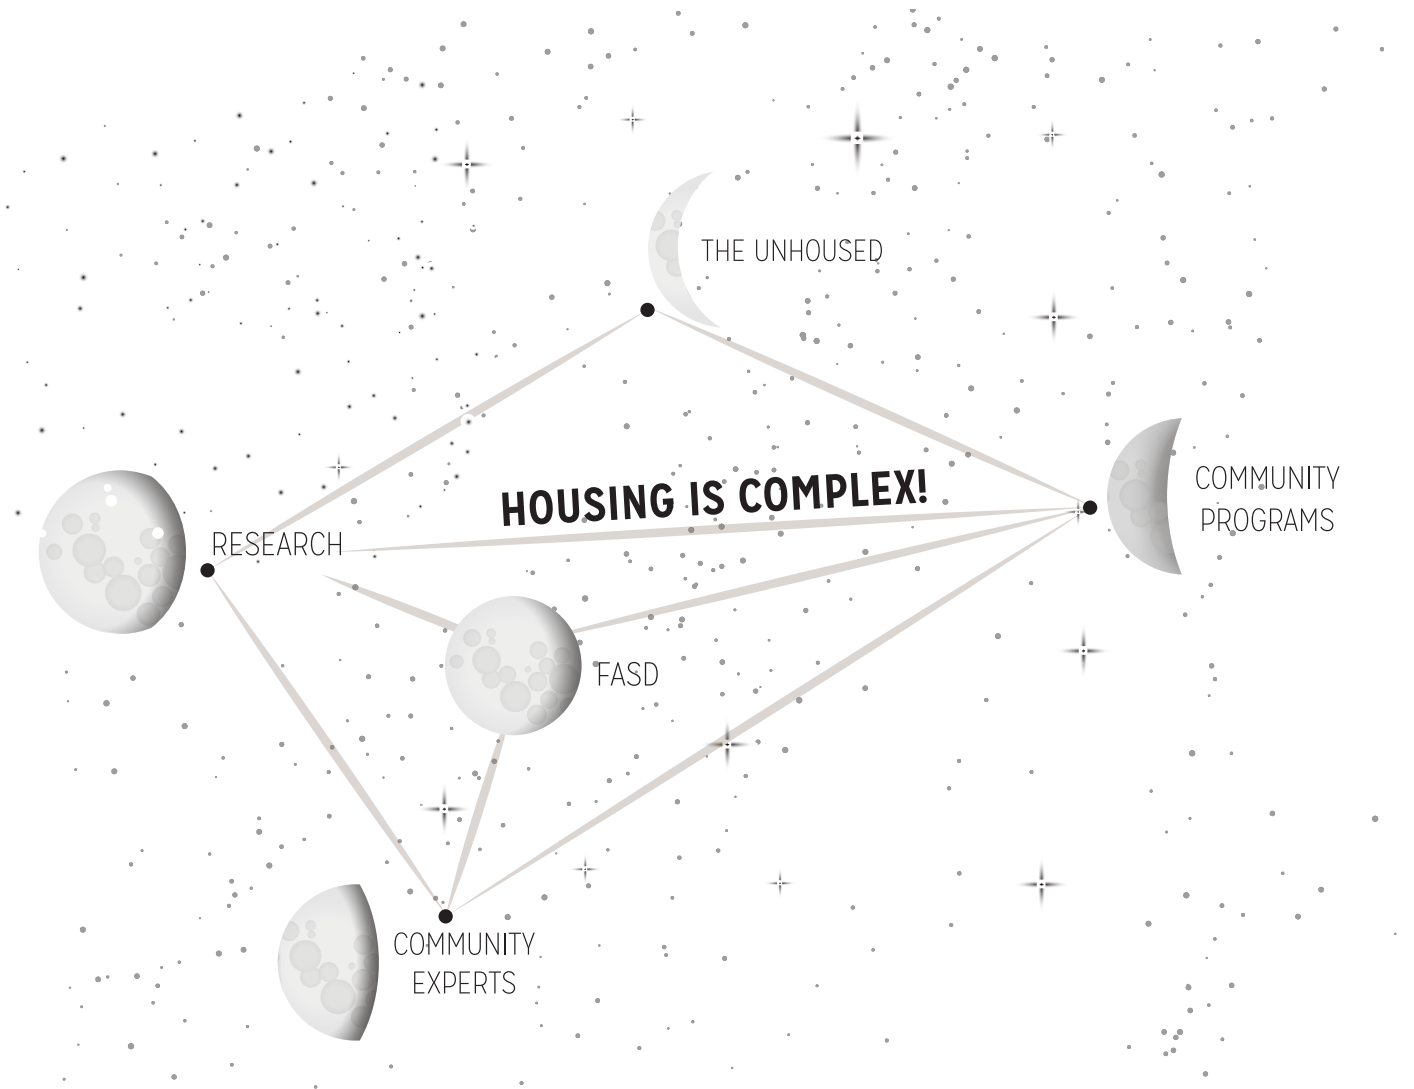 THE UNHOUSED
COMMUNITY
PROGRAMS
HOUSING IS COMPLEX!
RESEARCH
FASD
COMMUNITY
EXPERTS